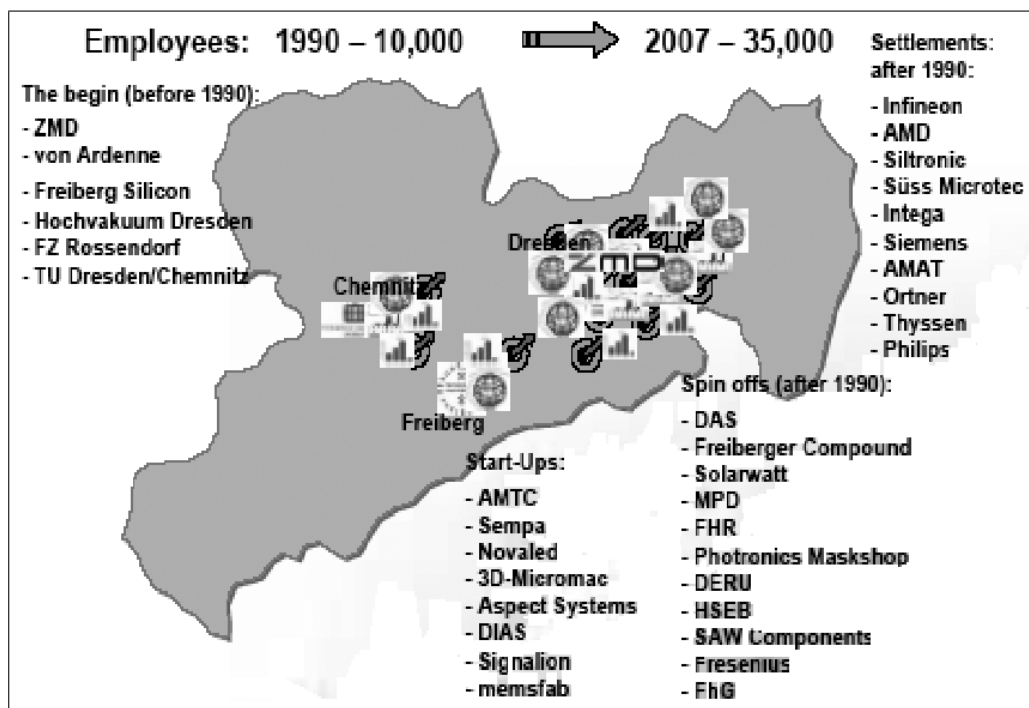 Employees: 1990 – 10,000 2007 – 35,000
The begin (before 1990):
- ZMD
- von Ardenne
- Freiberg Silicon
- Hochvakuum Dresden
- FZ Rossendorf
- TU Dresden/Chemnitz
Settlements:
after 1990:
- Infineon
- AMD
- Siltronic
- Süss Microtec
- Intega
- Siemens
- AMAT
- Ortner
- Thyssen
- Philips
Dresden
ZMD
Chemnitz
Freiberg
Start-Ups:
- AMTC
- Sempa
- Novaled
- 3D-Micromac
- Aspect Systems
- DIAS
- Signalion
- memsfab
Spin offs (after 1990):
- DAS
- Freiberger Compound
- Solarwatt
- MPD
- FHR
- Photronics Maskshop
- DERU
- HSEB
- SAW Components
- Fresenius
- FhG